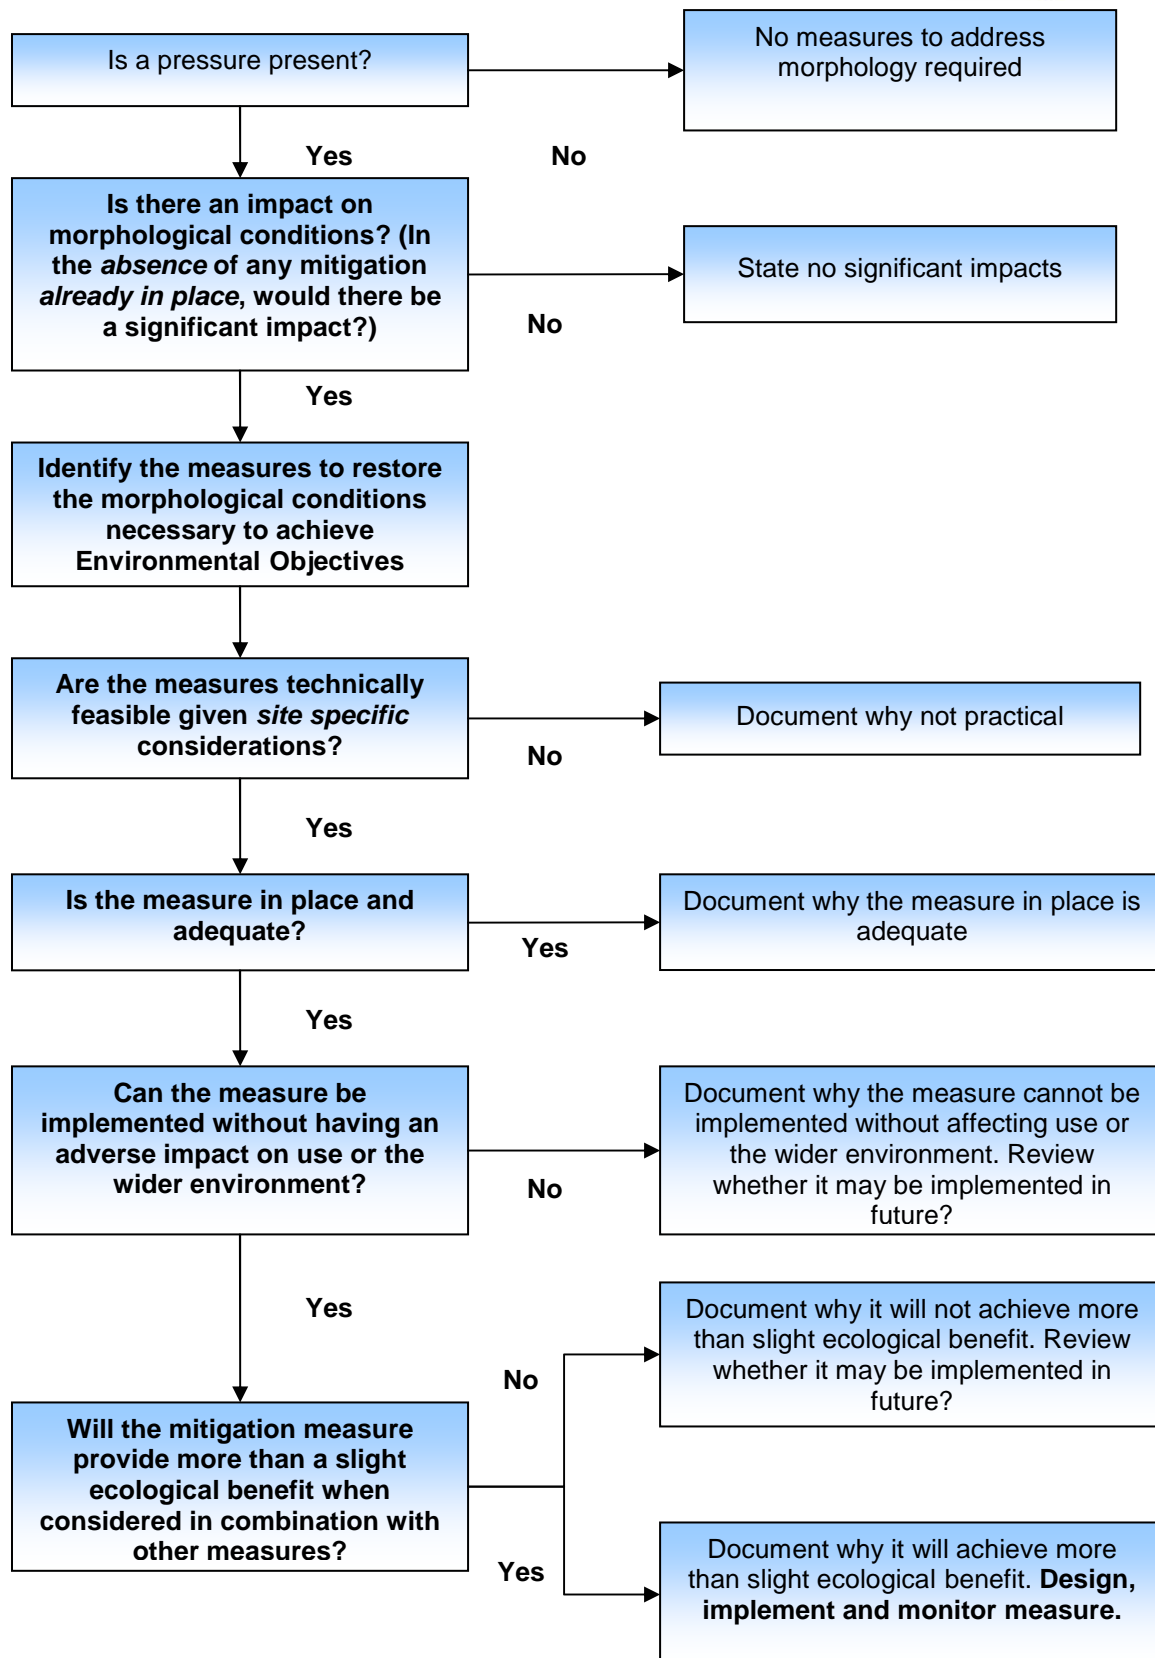 Is a pressure present?
No measures to address
morphology required
Yes
No
Is there an impact on
morphological conditions? (In
the absence of any mitigation
already in place, would there be
a significant impact?)
State no significant impacts
No
Yes
Identify the measures to restore
the morphological conditions
necessary to achieve
Environmental Objectives
Are the measures technically
feasible given site specific
considerations?
Document why not practical
No
Yes
Is the measure in place and
adequate?
Document why the measure in place is
adequate
Yes
Yes
Can the measure be
implemented without having an
adverse impact on use or the
wider environment?
Document why the measure cannot be
implemented without affecting use or
the wider environment. Review
whether it may be implemented in
future?
No
Yes
Document why it will not achieve more
than slight ecological benefit. Review
whether it may be implemented in
future?
No
Will the mitigation measure
provide more than a slight
ecological benefit when
considered in combination with
other measures?
Yes
Document why it will achieve more
than slight ecological benefit. Design,
implement and monitor measure.